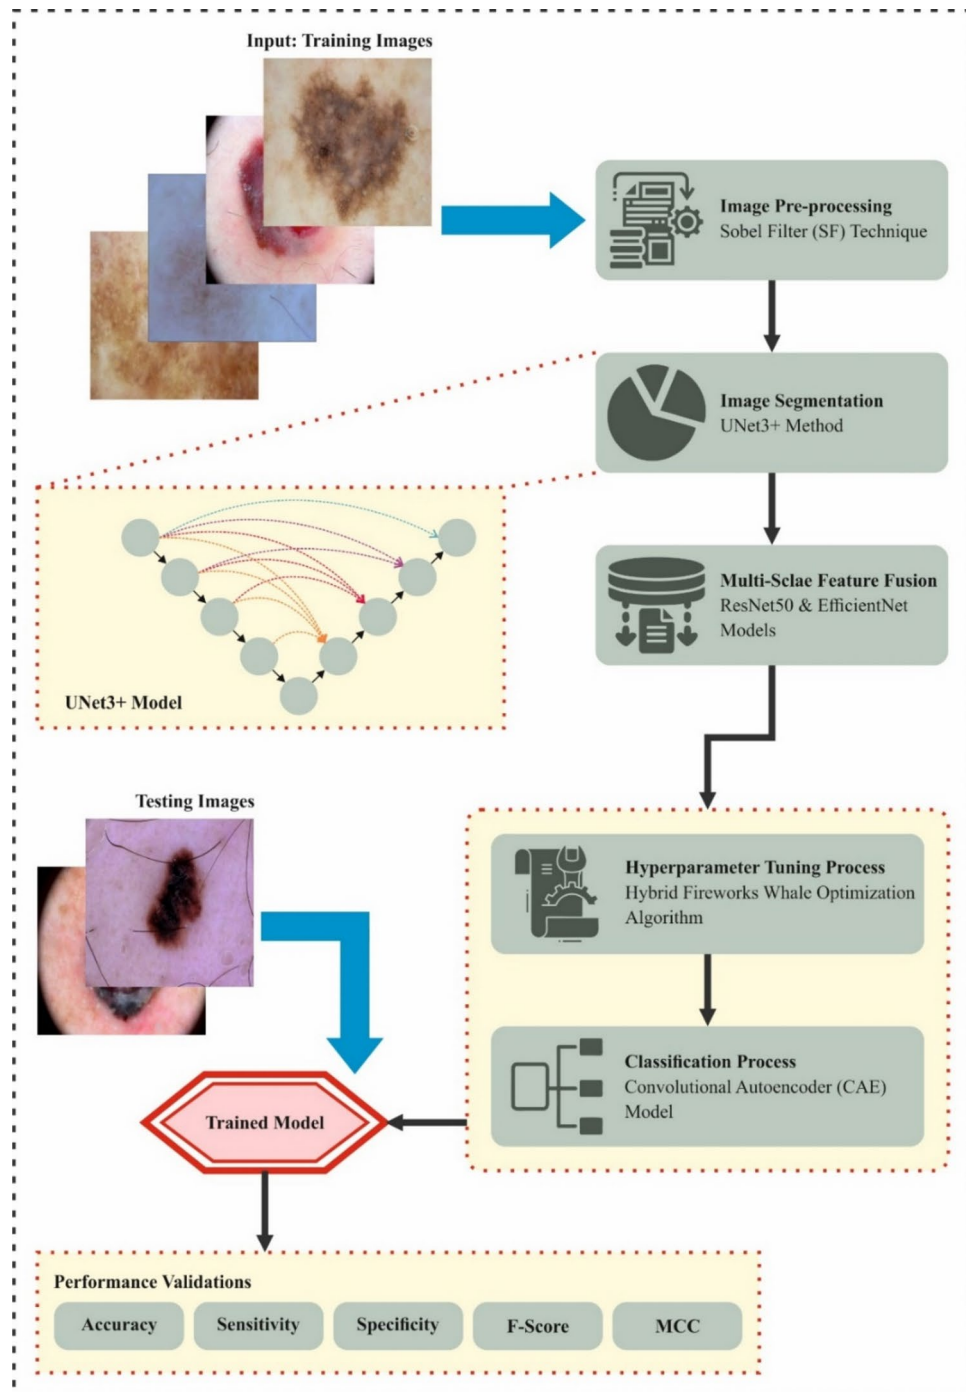 Input: Training Images
Image Pre-processing
Sobel Filter (SF) Technique
Image Segmentation
UNet3+ Method
Multi-Sclae Feature Fusion
ResNet50 & EfficientNet
Models
UNet3+ Model
Testing Images
Hyperparameter Tuning Process
Hybrid Fireworks Whale Optimization
Algorithm
Classification Process
Convolutional Autoencoder (CAE)
Model
Trained Model
Performance Validations
Accuracy
Sensitivity
Specificity
F-Score
MCC